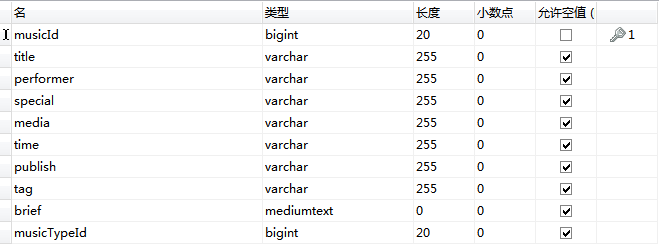 名 类型 长度 小数点 允许空值 (
musicId bigint 20 0 1
title varchar 255 0
performer varchar 255 0
special varchar 255 0
media varchar 255 0
time varchar 255 0
publish varchar 255 0
tag varchar 255 0
brief mediumtext 0 0
musicTypeId bigint 20 0